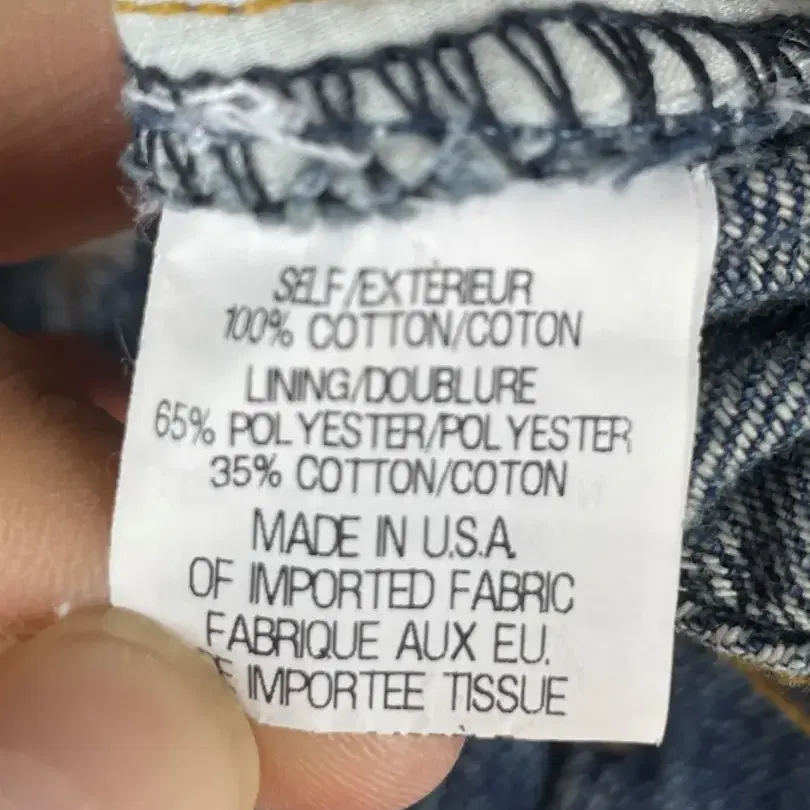 SELF/EXTÉRIEUR
100% COTTON/COTON
LINING/DOUBLURE
65% POLYESTER/POLYESTER
35% COTTON/COTON
MADE IN U.S.A.
OF IMPORTED FABRIC
FABRIQUE AUX EU.
IMPORTEE TISSUE